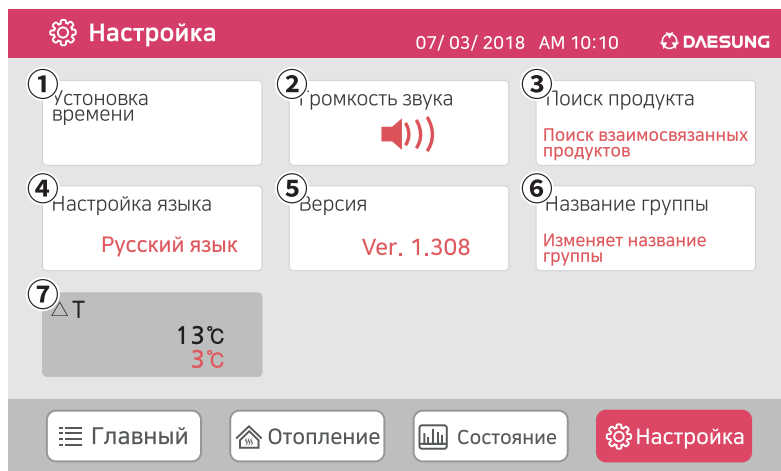 Настройка
07/ 03/ 2018 AM 10:10
DAESUNG
1
Устоновка
времени
2
Громкость звука
3
Поиск продукта
Поиск взаимосвязанных
продуктов
4
Настройка языка
Русский язык
5
Версия
Ver. 1.308
6
Название группы
Изменяет название
группы
7
△T
13℃
3℃
Главный
Отопление
Состояние
Настройка